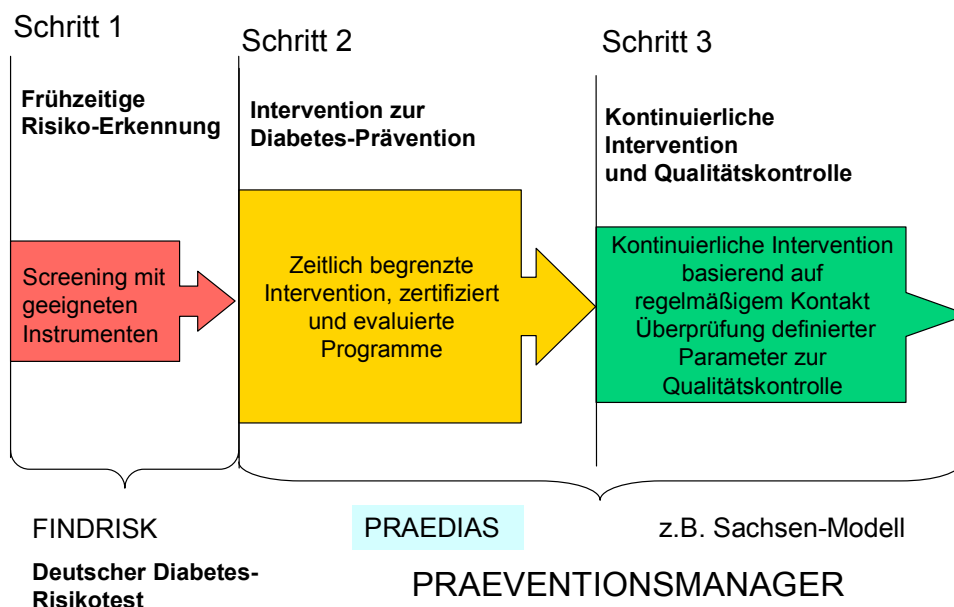 Schritt 1
Schritt 2
Schritt 3
Frühzeitige
Risiko-Erkennung
Intervention zur
Diabetes-Prävention
Kontinuierliche
Intervention
und Qualitätskontrolle
Screening mit
geeigneten
Instrumenten
Zeitlich begrenzte
Intervention, zertifiziert
und evaluierte
Programme
Kontinuierliche Intervention
basierend auf
regelmäßigem Kontakt
Überprüfung definierter
Parameter zur
Qualitätskontrolle
FINDRISK
Deutscher Diabetes-
Risikotest
PRAEDIAS
z.B. Sachsen-Modell
PRAEVENTIONSMANAGER